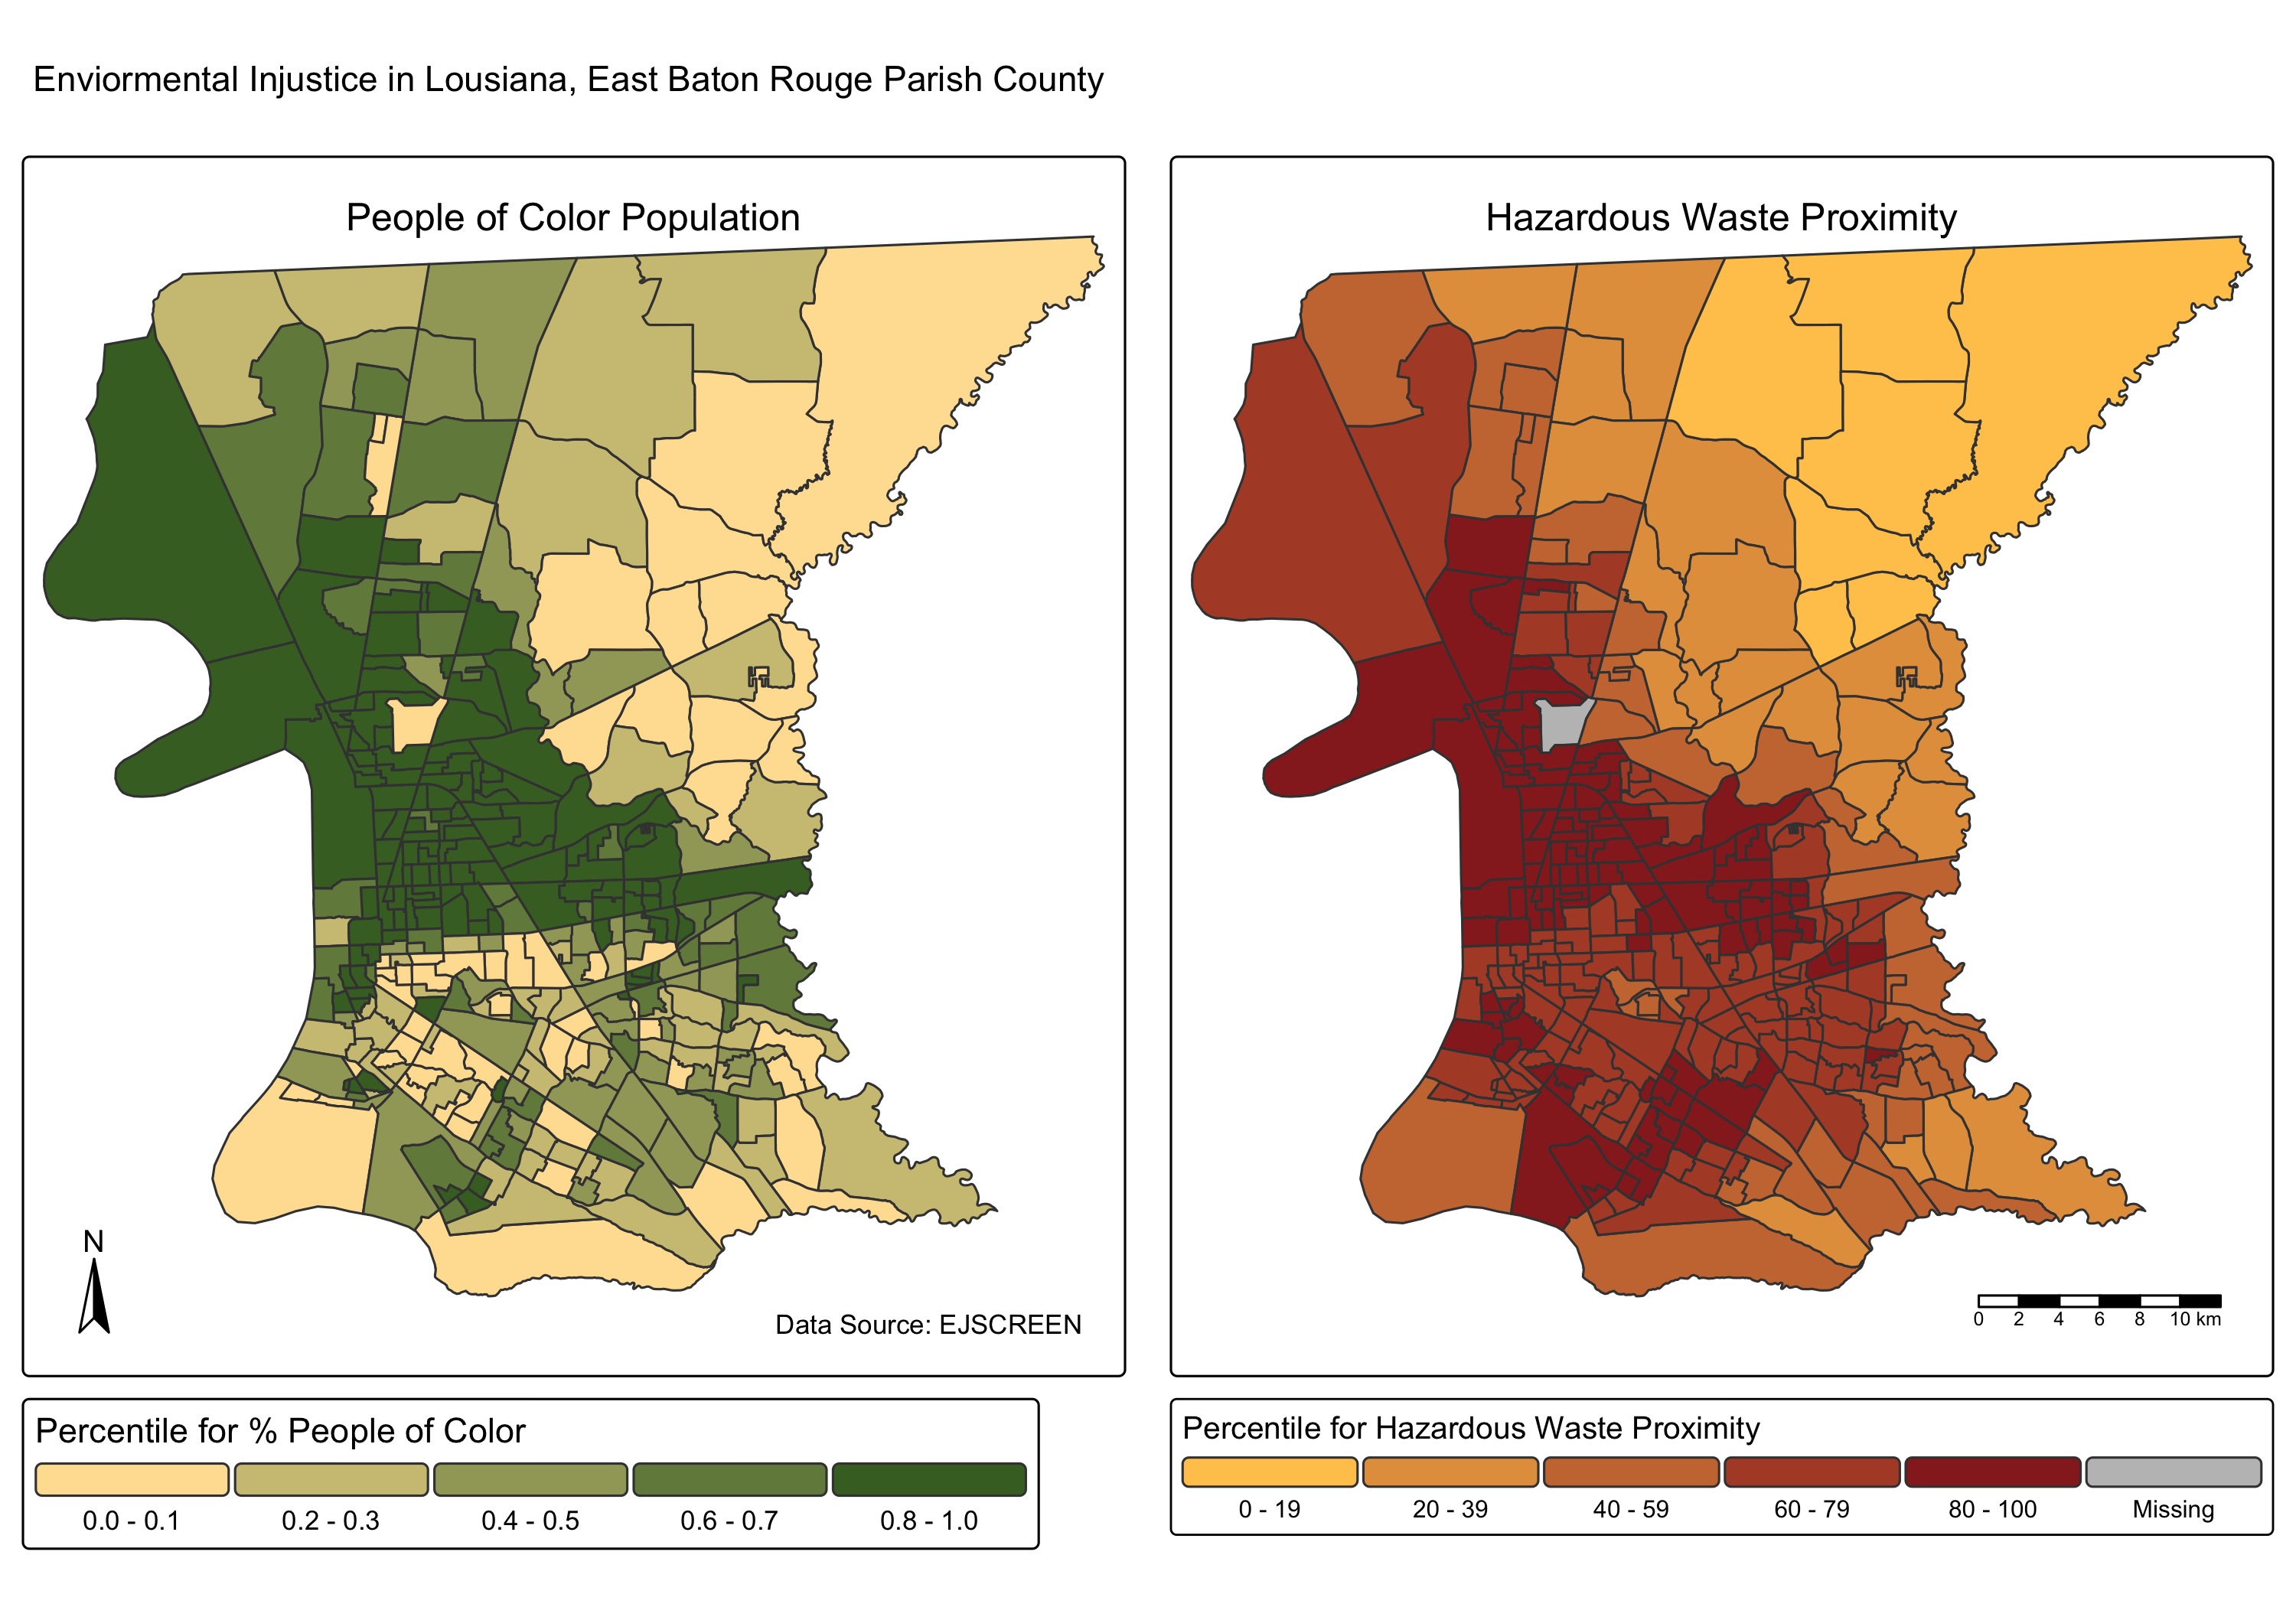 Enviormental Injustice in Lousiana, East Baton Rouge Parish County
People of Color Population
N
Data Source: EJSCREEN
Percentile for % People of Color
0.0 - 0.1 0.2 - 0.3 0.4 - 0.5 0.6 - 0.7 0.8 - 1.0
Hazardous Waste Proximity
0 2 4 6 8 10 km
Percentile for Hazardous Waste Proximity
0 - 19 20 - 39 40 - 59 60 - 79 80 - 100 Missing